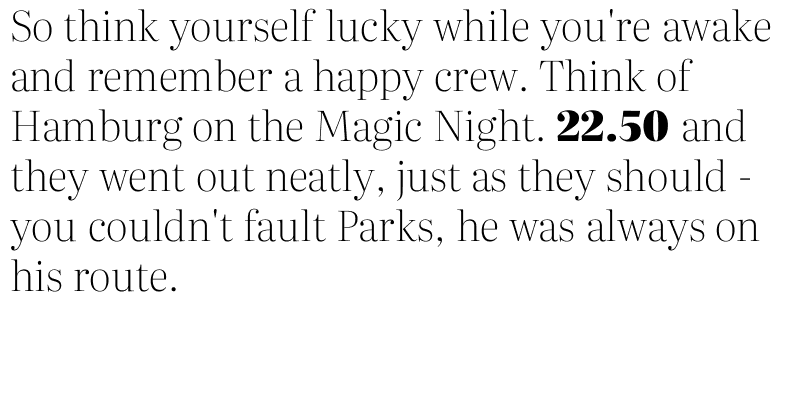 So think yourself lucky while you're awake
and remember a happy crew. Think of
Hamburg on the Magic Night. 22.50 and
they went out neatly, just as they should -
you couldn't fault Parks, he was always on
his route.